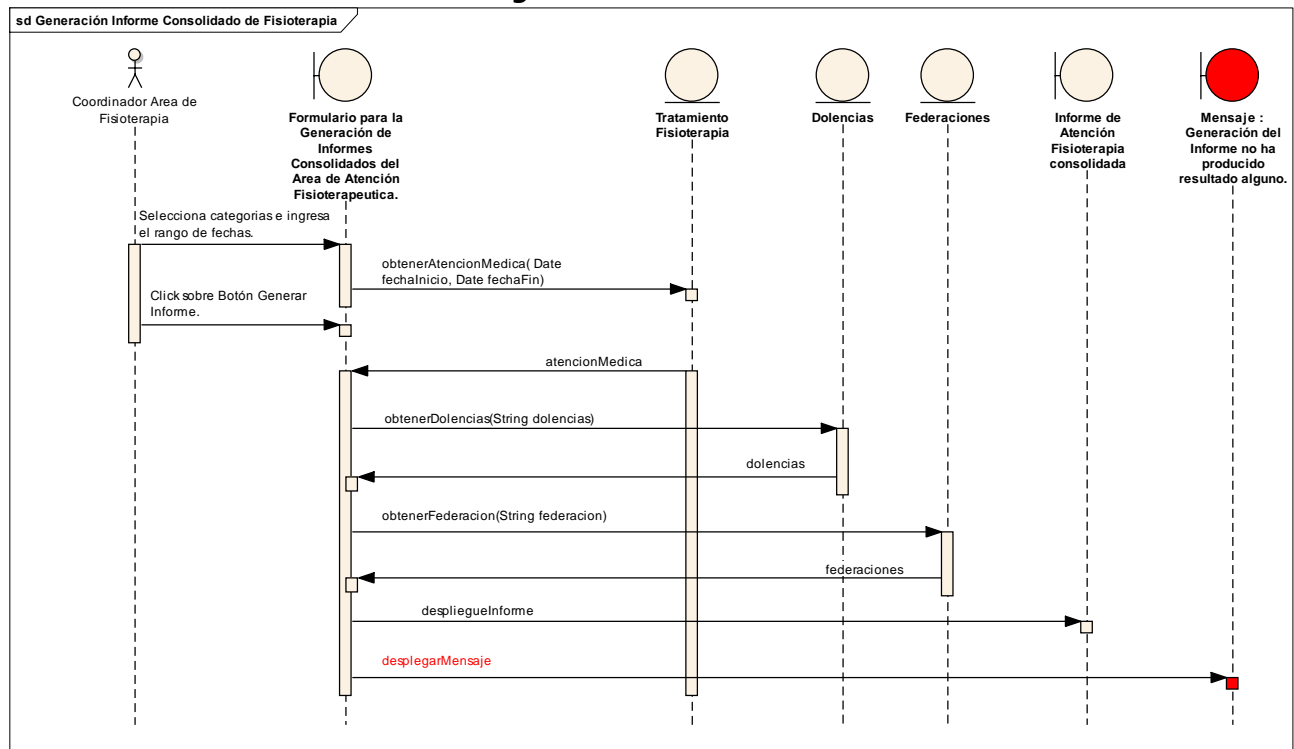 sd Generación Informe Consolidado de Fisioterapia
Coordinador Area de
Fisioterapia
Formulario para la
Generación de
Informes
Consolidados del
Area de Atención
Fisioterapeutica.
Tratamiento
Fisioterapia
Dolencias
Federaciones
Informe de
Atención
Fisioterapia
consolidada
Mensaje :
Generación del
Informe no ha
producido
resultado alguno.
Selecciona categorias e ingresa
el rango de fechas.
obtenerAtencionMedica( Date
fechaInicio, Date fechaFin)
Click sobre Botón Generar
Informe.
atencionMedica
obtenerDolencias(String dolencias)
dolencias
obtenerFederacion(String federacion)
federaciones
despliegueInforme
desplegarMensaje